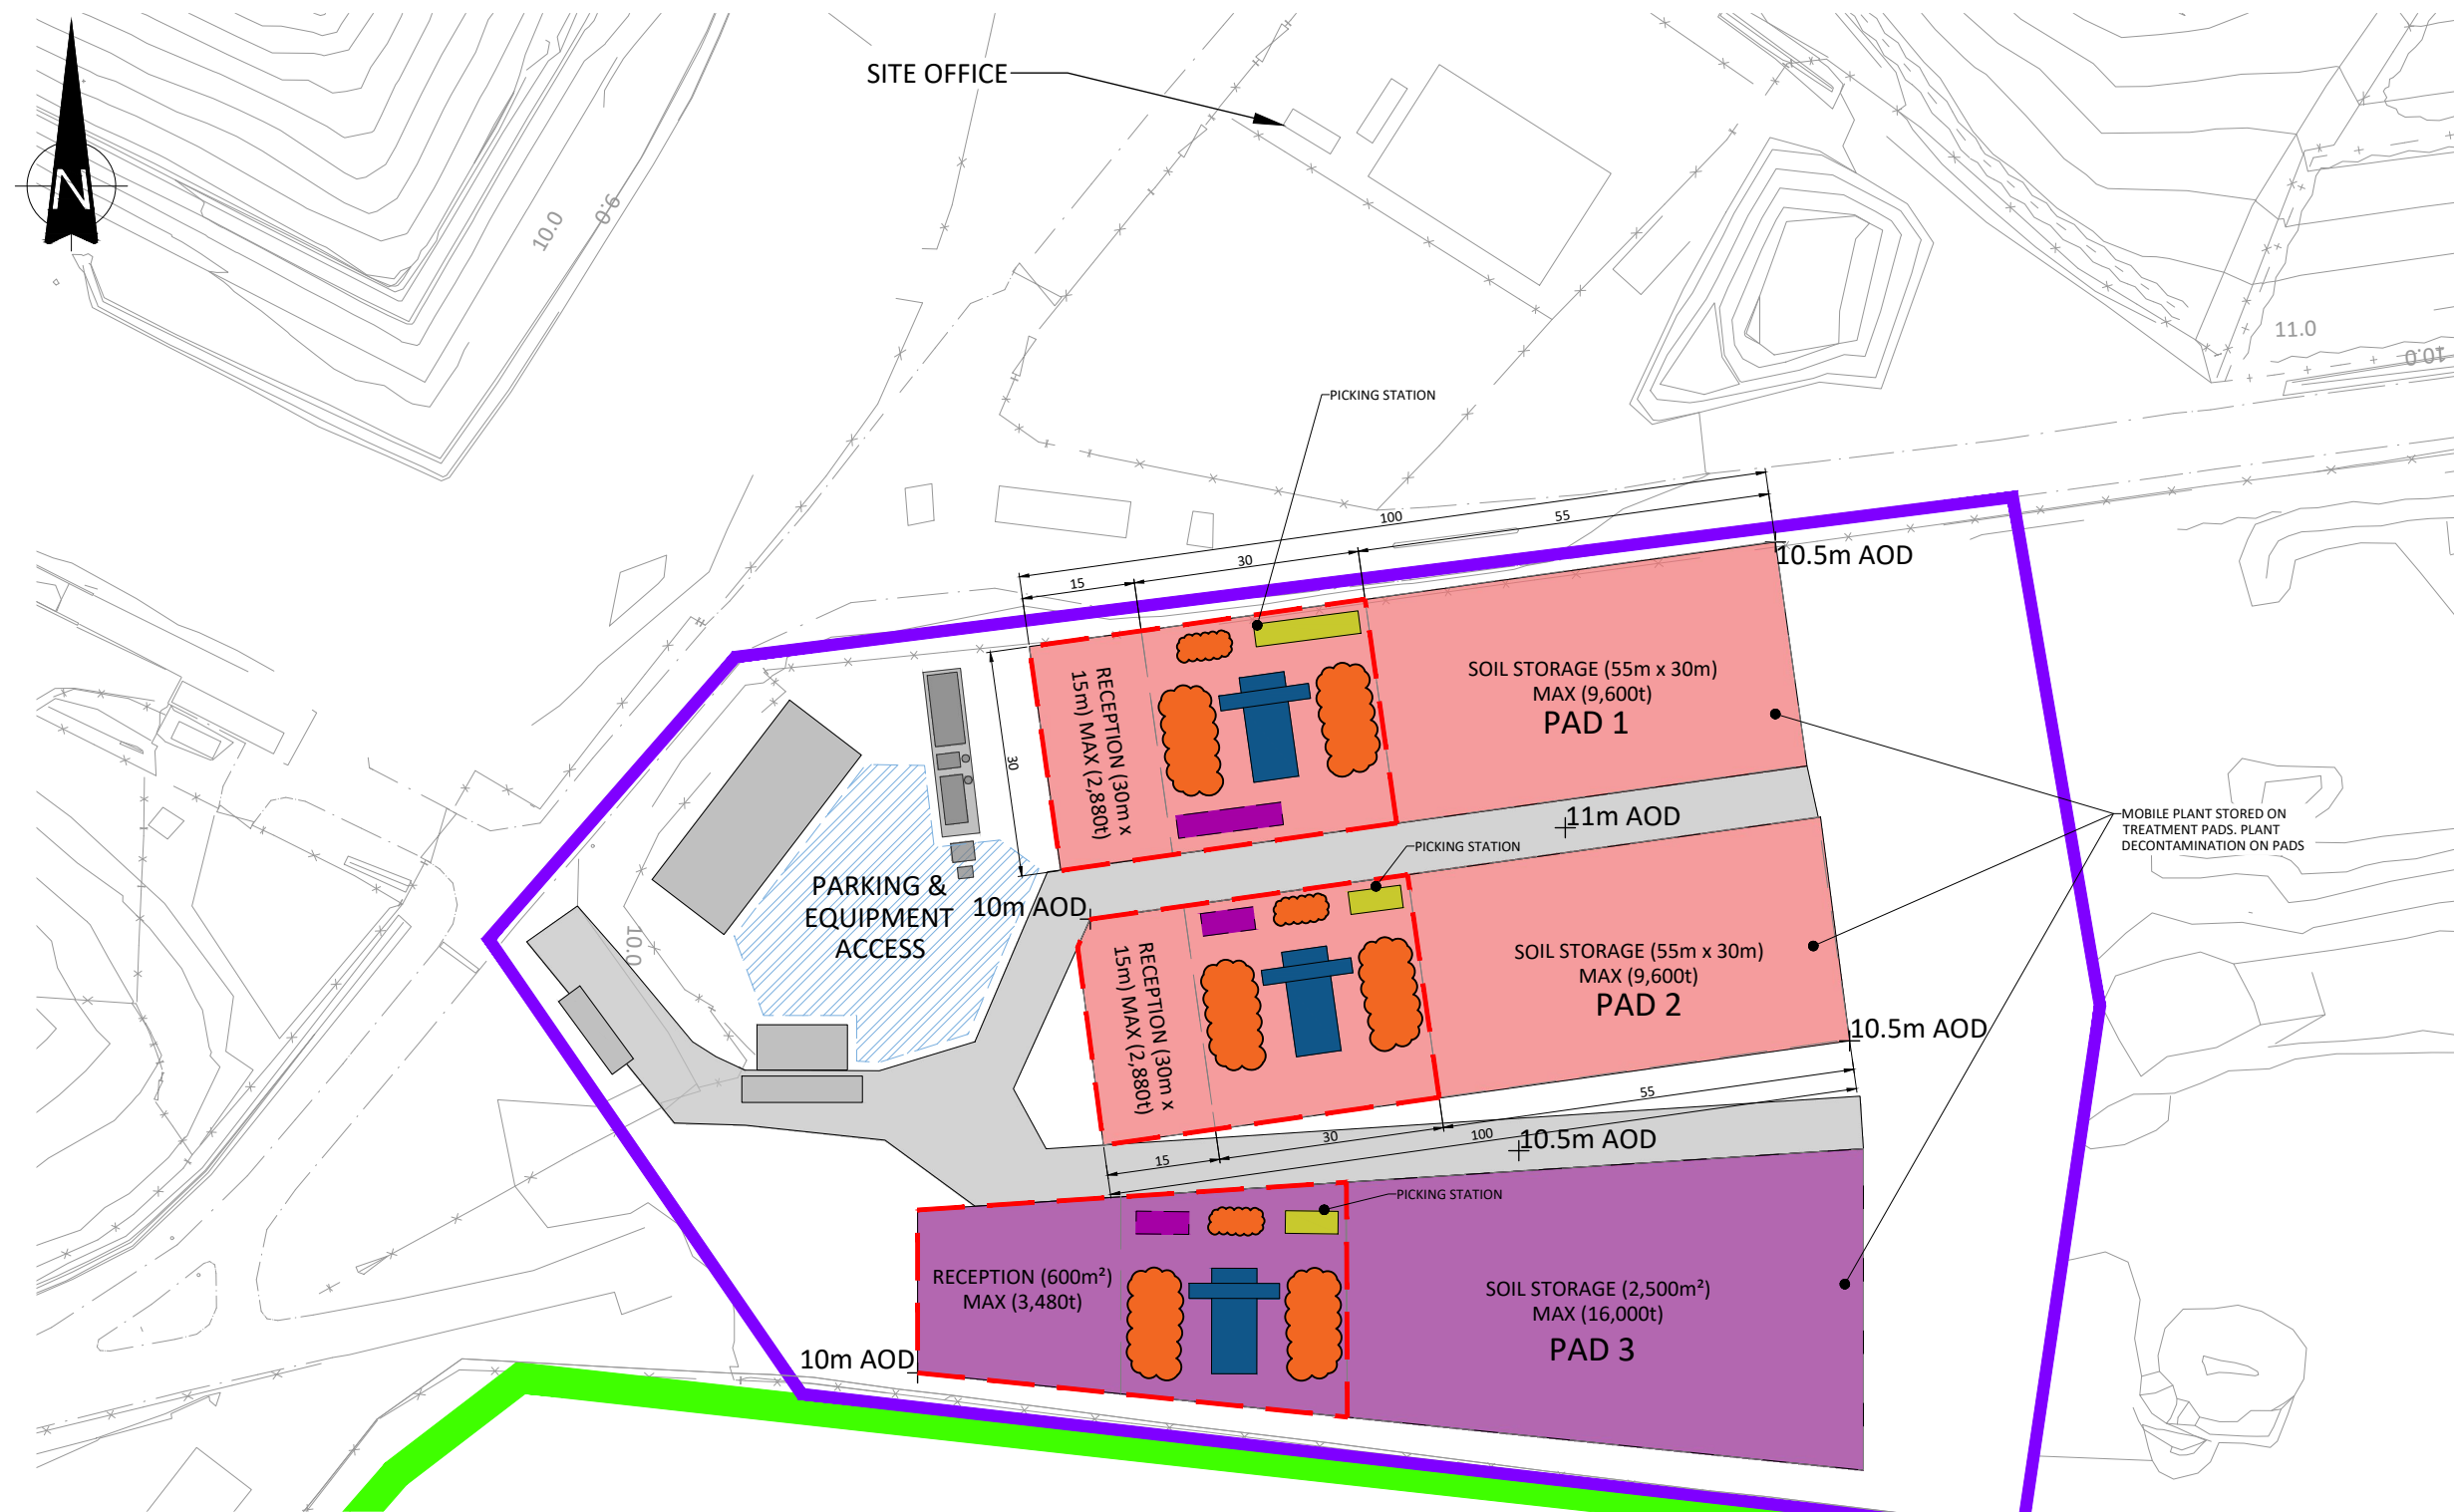 SITE OFFICE
N
10.0
9.0
11.0
10.0
PICKING STATION
100
55
30
15
10.5m AOD
RECEPTION (30m x
15m) MAX (2,880t)
SOIL STORAGE (55m x 30m)
MAX (9,600t)
PAD 1
30
11m AOD
MOBILE PLANT STORED ON
TREATMENT PADS. PLANT
DECONTAMINATION ON PADS
PICKING STATION
PARKING &
EQUIPMENT
ACCESS
10m AOD
10.0
RECEPTION (30m x
15m) MAX (2,880t)
SOIL STORAGE (55m x 30m)
MAX (9,600t)
PAD 2
10.5m AOD
55
30
100
15
10.5m AOD
PICKING STATION
RECEPTION (600m²)
MAX (3,480t)
SOIL STORAGE (2,500m²)
MAX (16,000t)
PAD 3
10m AOD